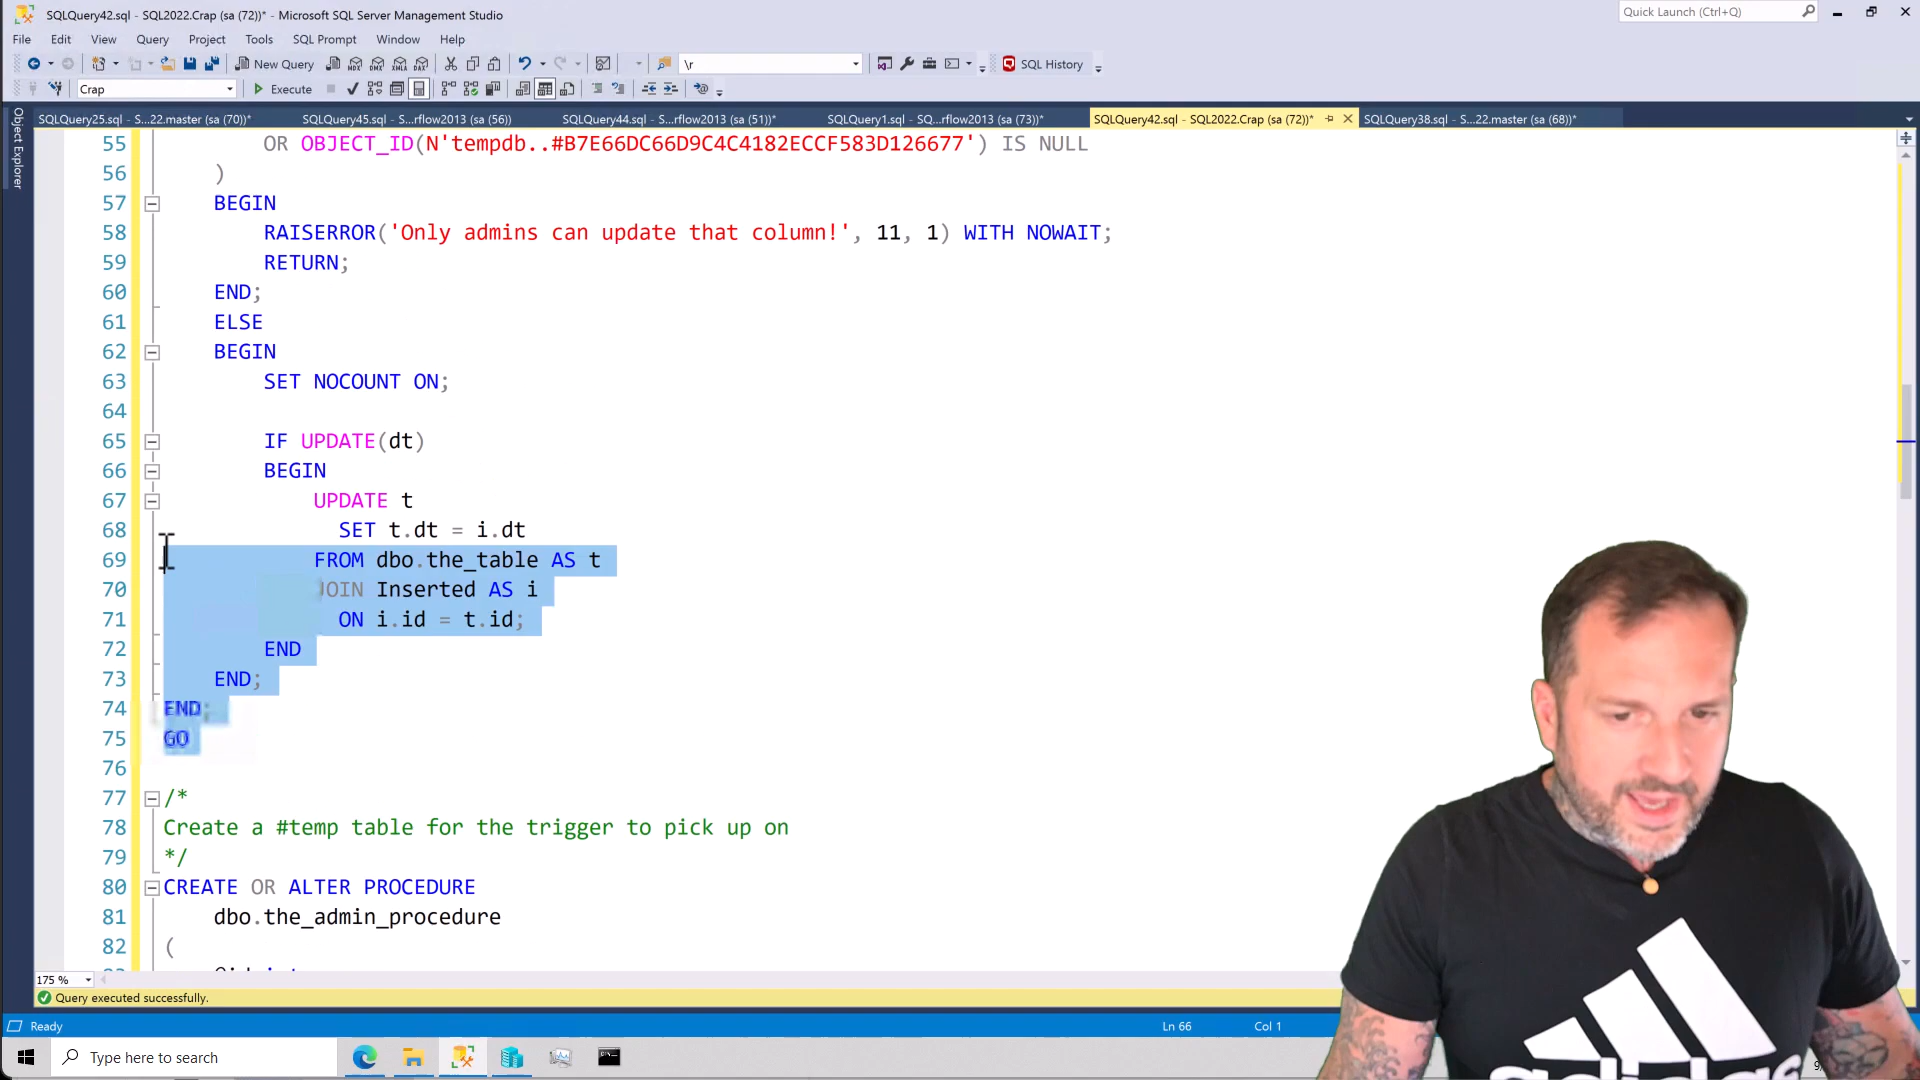 SQLQuery42.sql - SQL2022.Crap (sa (72))* - Microsoft SQL Server Management Studio
Quick Launch (Ctrl+Q)
File Edit View Query Project Tools SQL Prompt Window Help
New Query
\r
SQL History
Crap
Execute
SQLQuery25.sql - S...22.master (sa (70))*
SQLQuery45.sql - S...rflow2013 (sa (56))
SQLQuery44.sql - S...rflow2013 (sa (51))*
SQLQuery1.sql - SQ...rflow2013 (sa (73))*
SQLQuery42.sql - SQL2022.Crap (sa (72))*
SQLQuery38.sql - S...22.master (sa (68))*
Object Explorer
55 OR OBJECT_ID(N'tempdb..#B7E66DC66D9C4C4182ECCF583D126677') IS NULL
56 )
57 BEGIN
58 RAISERROR('Only admins can update that column!', 11, 1) WITH NOWAIT;
59 RETURN;
60 END;
61 ELSE
62 BEGIN
63 SET NOCOUNT ON;
64
65 IF UPDATE(dt)
66 BEGIN
67 UPDATE t
68 SET t.dt = i.dt
69 FROM dbo.the_table AS t
70 JOIN Inserted AS i
71 ON i.id = t.id;
72 END
73 END;
74 END;
75 GO
76
77 /*
78 Create a #temp table for the trigger to pick up on
79 */
80 CREATE OR ALTER PROCEDURE
81 dbo.the_admin_procedure
82 (
175 %
Query executed successfully.
Ready
Ln 66
Col 1
Type here to search
adidas